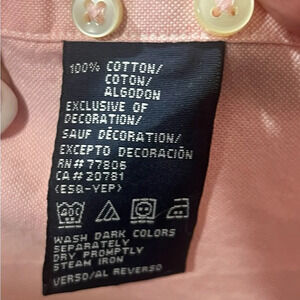 100% COTTON/
COTON/
ALGODON
EXCLUSIVE OF
DECORATION/
SAUF DÉCORATION/
EXCEPTO DECORACIÓN
RN# 77806
CA# 20781
(ESQ-YEP)
WASH DARK COLORS
SEPARATELY
DRY PROMPTLY
STEAM IRON
VERSO/AL REVERSO